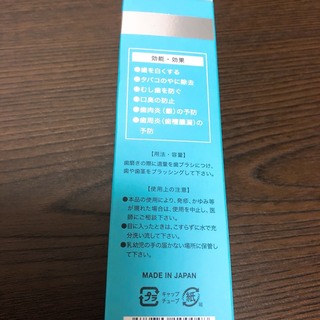 効能・効果
●歯を白くする
●タバコのやに除去
●むし歯を防ぐ
●口臭の防止
●歯肉炎(齦)の予防
●歯周炎(歯槽膿漏)の
予防
【用法・容量】
歯磨きの際に適量を歯ブラシにつけ、
歯や歯茎をブラッシングして下さい。
【使用上の注意】
●本品の使用により、発疹、かゆみ等
が現れた場合は、使用を中止し、医
師にご相談下さい。
●目に入ったときは、こすらずに水で充
分洗い流して下さい。
●乳幼児の手の届かない場所に保管し
て下さい。
MADE IN JAPAN
プラ
キャップ
チューブ
紙